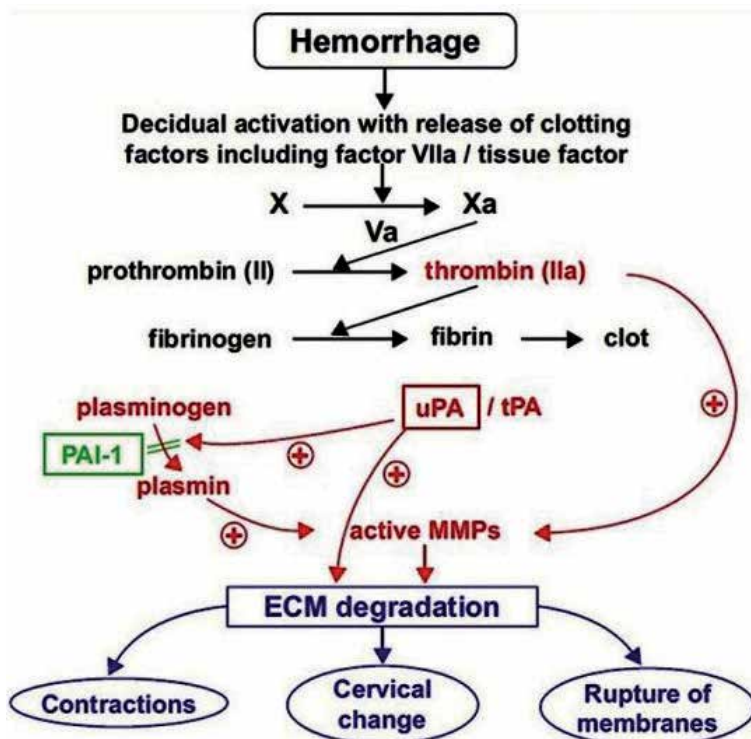 Hemorrhage
Decidual activation with release of clotting
factors including factor VIIa / tissue factor
X Xa
Va
prothrombin (II) thrombin (IIa)
fibrinogen fibrin clot
plasminogen uPA / tPA +
PAI-1 + +
plasmin
+ active MMPs
ECM degradation
Contractions
Cervical
change
Rupture of
membranes